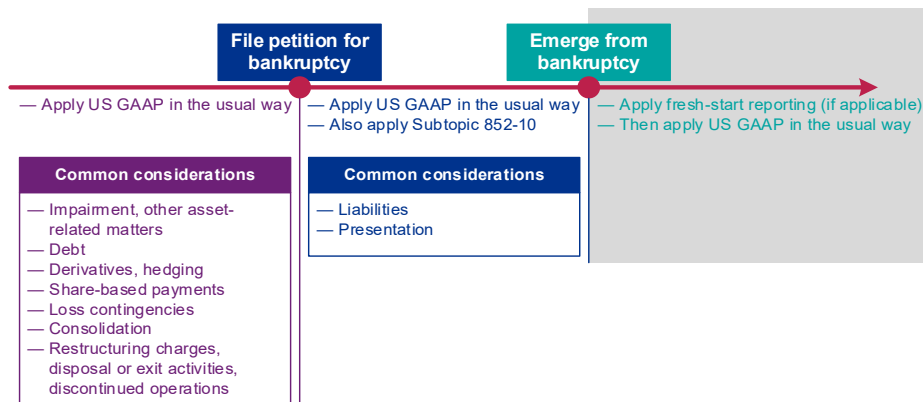 File petition for
bankruptcy
Emerge from
bankruptcy
— Apply US GAAP in the usual way
— Apply US GAAP in the usual way
— Also apply Subtopic 852-10
— Apply fresh-start reporting (if applicable)
— Then apply US GAAP in the usual way
Common considerations
— Impairment, other asset-
related matters
— Debt
— Derivatives, hedging
— Share-based payments
— Loss contingencies
— Consolidation
— Restructuring charges,
disposal or exit activities,
discontinued operations
Common considerations
— Liabilities
— Presentation